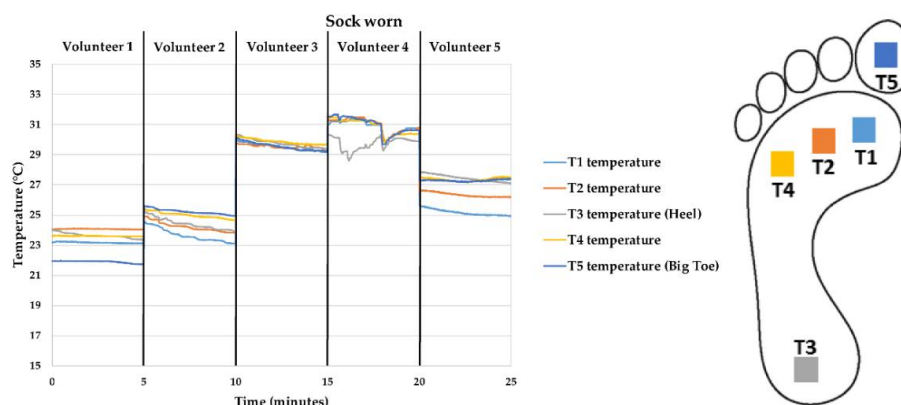 Sock worn
Volunteer 1 Volunteer 2 Volunteer 3 Volunteer 4 Volunteer 5
35
33
31
29
27
25
23
21
19
17
15
Temperature (°C)
0 5 10 15 20 25
Time (minutes)
T1 temperature
T2 temperature
T3 temperature (Heel)
T4 temperature
T5 temperature (Big Toe)
T5
T1
T2
T4
T3